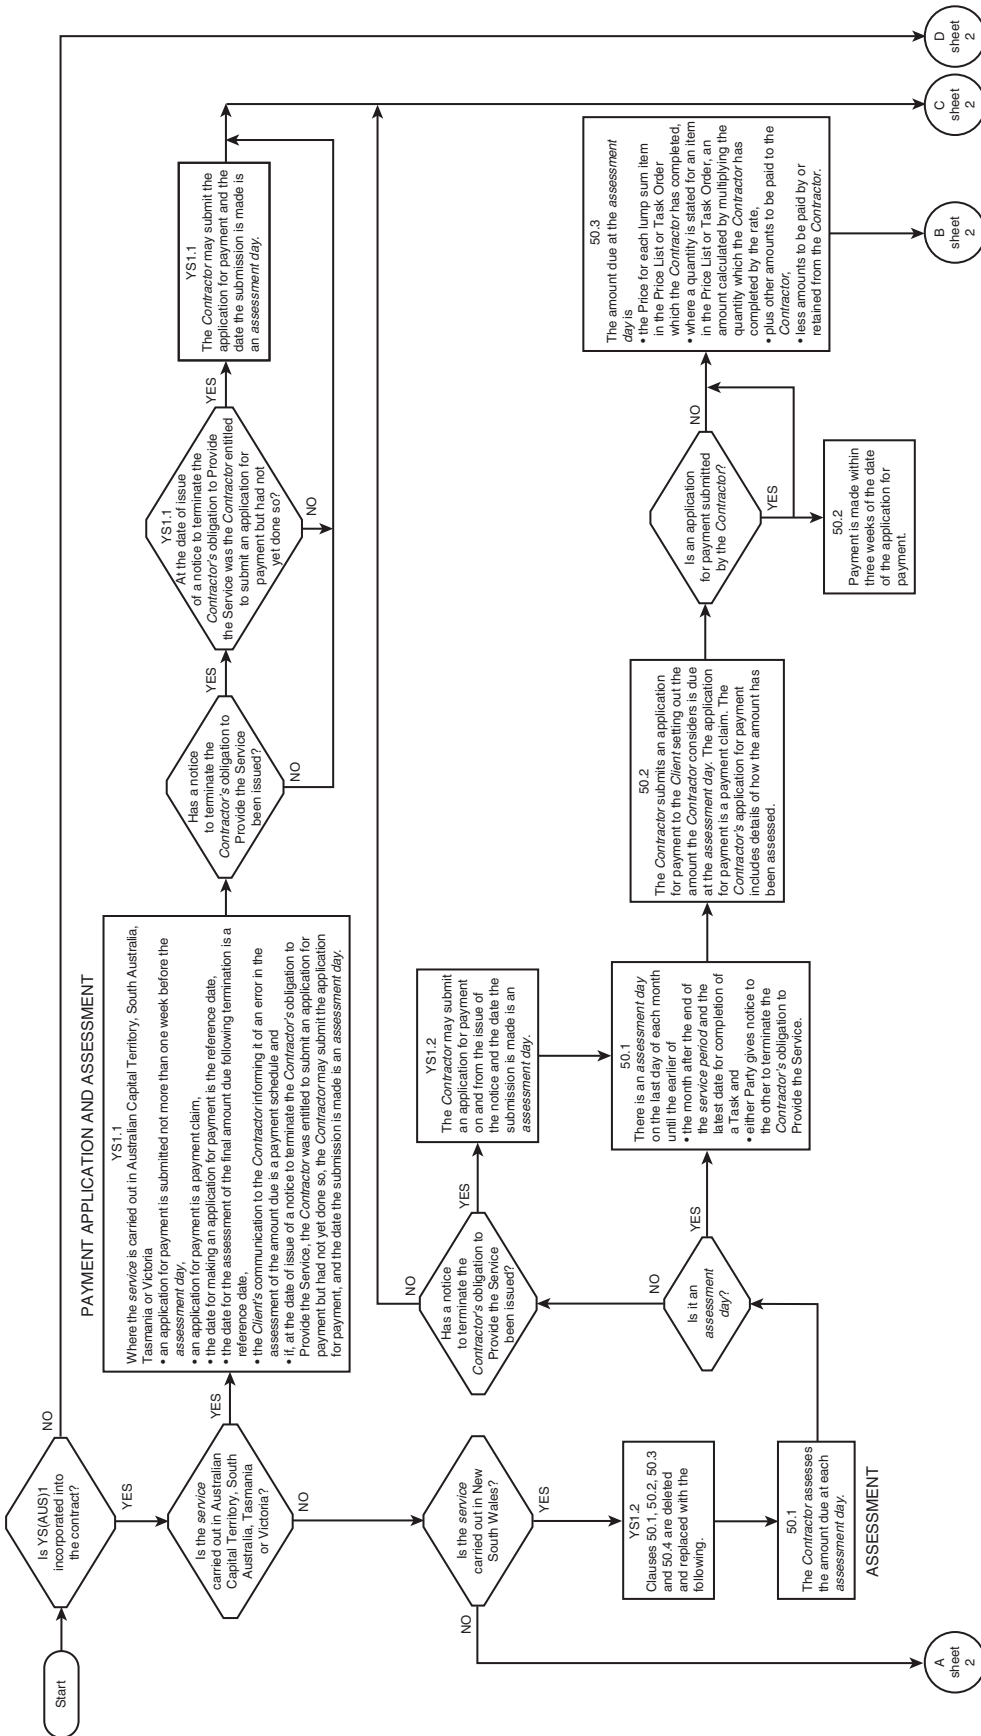 PAYMENT APPLICATION AND ASSESSMENT
Start
Is YS(AUS)1
incorporated into
the contract?
NO
YES
Is the service
carried out in Australian
Capital Territory, South
Australia, Tasmania
or Victoria?
YES
NO
YS1.1
Where the service is carried out in Australian Capital Territory, South Australia,
Tasmania or Victoria
• an application for payment is submitted not more than one week before the
assessment day,
• an application for payment is a payment claim,
• the date for making an application for payment is the reference date,
• the date for the assessment of the final amount due following termination is a
reference date,
• the Client's communication to the Contractor informing it of an error in the
assessment of the amount due is a payment schedule and
• if, at the date of issue of a notice to terminate the Contractor's obligation to
Provide the Service, the Contractor was entitled to submit an application for
payment but had not yet done so, the Contractor may submit the application
for payment, and the date the submission is made is an assessment day.
Has a notice
to terminate the
Contractor's obligation to
Provide the Service
been issued?
YES
NO
YS1.1
At the date of issue
of a notice to terminate the
Contractor's obligation to Provide
the Service was the Contractor entitled
to submit an application for
payment but had not
yet done so?
YES
NO
YS1.1
The Contractor may submit the
application for payment and the
date the submission is made is
an assessment day.
Is the service
carried out in New
South Wales?
NO
YES
YS1.2
Clauses 50.1, 50.2, 50.3
and 50.4 are deleted
and replaced with the
following.
50.1
The Contractor assesses
the amount due at each
assessment day.
ASSESSMENT
Is it an
assessment
day?
NO
YES
Has a notice
to terminate the
Contractor's obligation to
Provide the Service
been issued?
NO
YES
YS1.2
The Contractor may submit
an application for payment
on and from the issue of
the notice and the date the
submission is made is an
assessment day.
50.1
There is an assessment day
on the last day of each month
until the earlier of
• the month after the end of
the service period and the
latest date for completion of
a Task and
• either Party gives notice to
the other to terminate the
Contractor's obligation to
Provide the Service.
50.2
The Contractor submits an application
for payment to the Client setting out the
amount the Contractor considers is due
at the assessment day. The application
for payment is a payment claim. The
Contractor's application for payment
includes details of how the amount has
been assessed.
Is an application
for payment submitted
by the Contractor?
NO
YES
50.2
Payment is made within
three weeks of the date
of the application for
payment.
50.3
The amount due at the assessment
day is
• the Price for each lump sum item
in the Price List or Task Order
which the Contractor has completed,
• where a quantity is stated for an item
in the Price List or Task Order, an
amount calculated by multiplying the
quantity which the Contractor has
completed by the rate,
• plus other amounts to be paid to the
Contractor,
• less amounts to be paid by or
retained from the Contractor.
A
sheet
2
B
sheet
2
C
sheet
2
D
sheet
2